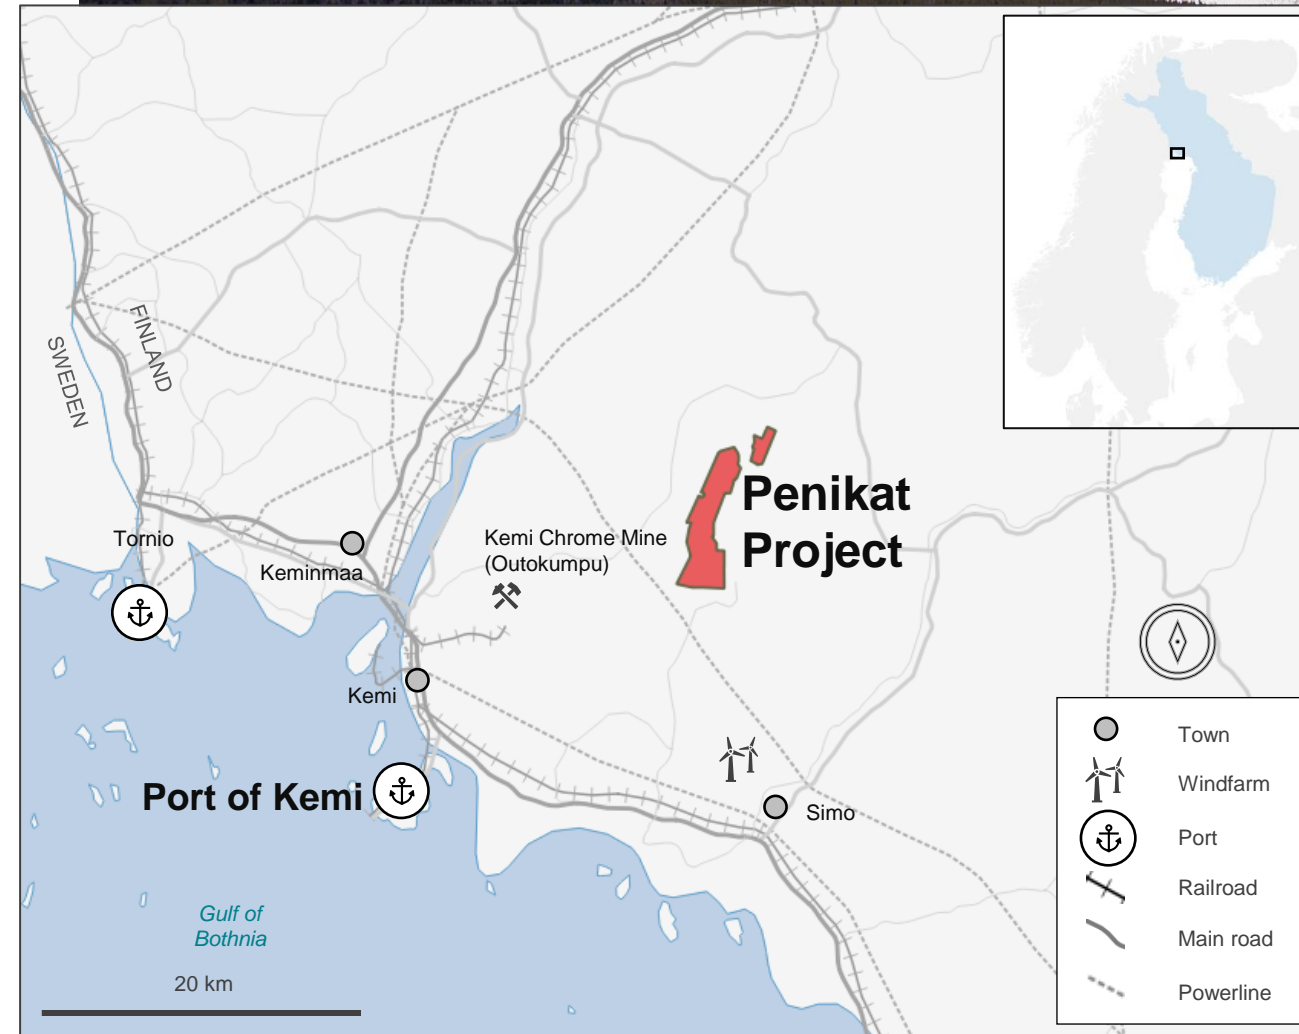 FINLAND
SWEDEN
Penikat
Project
Kemi Chrome Mine
(Outokumpu)
Tornio
Keminmaa
Kemi
Port of Kemi
Simo
Gulf of
Bothnia
20 km
Town
Windfarm
Port
Railroad
Main road
Powerline